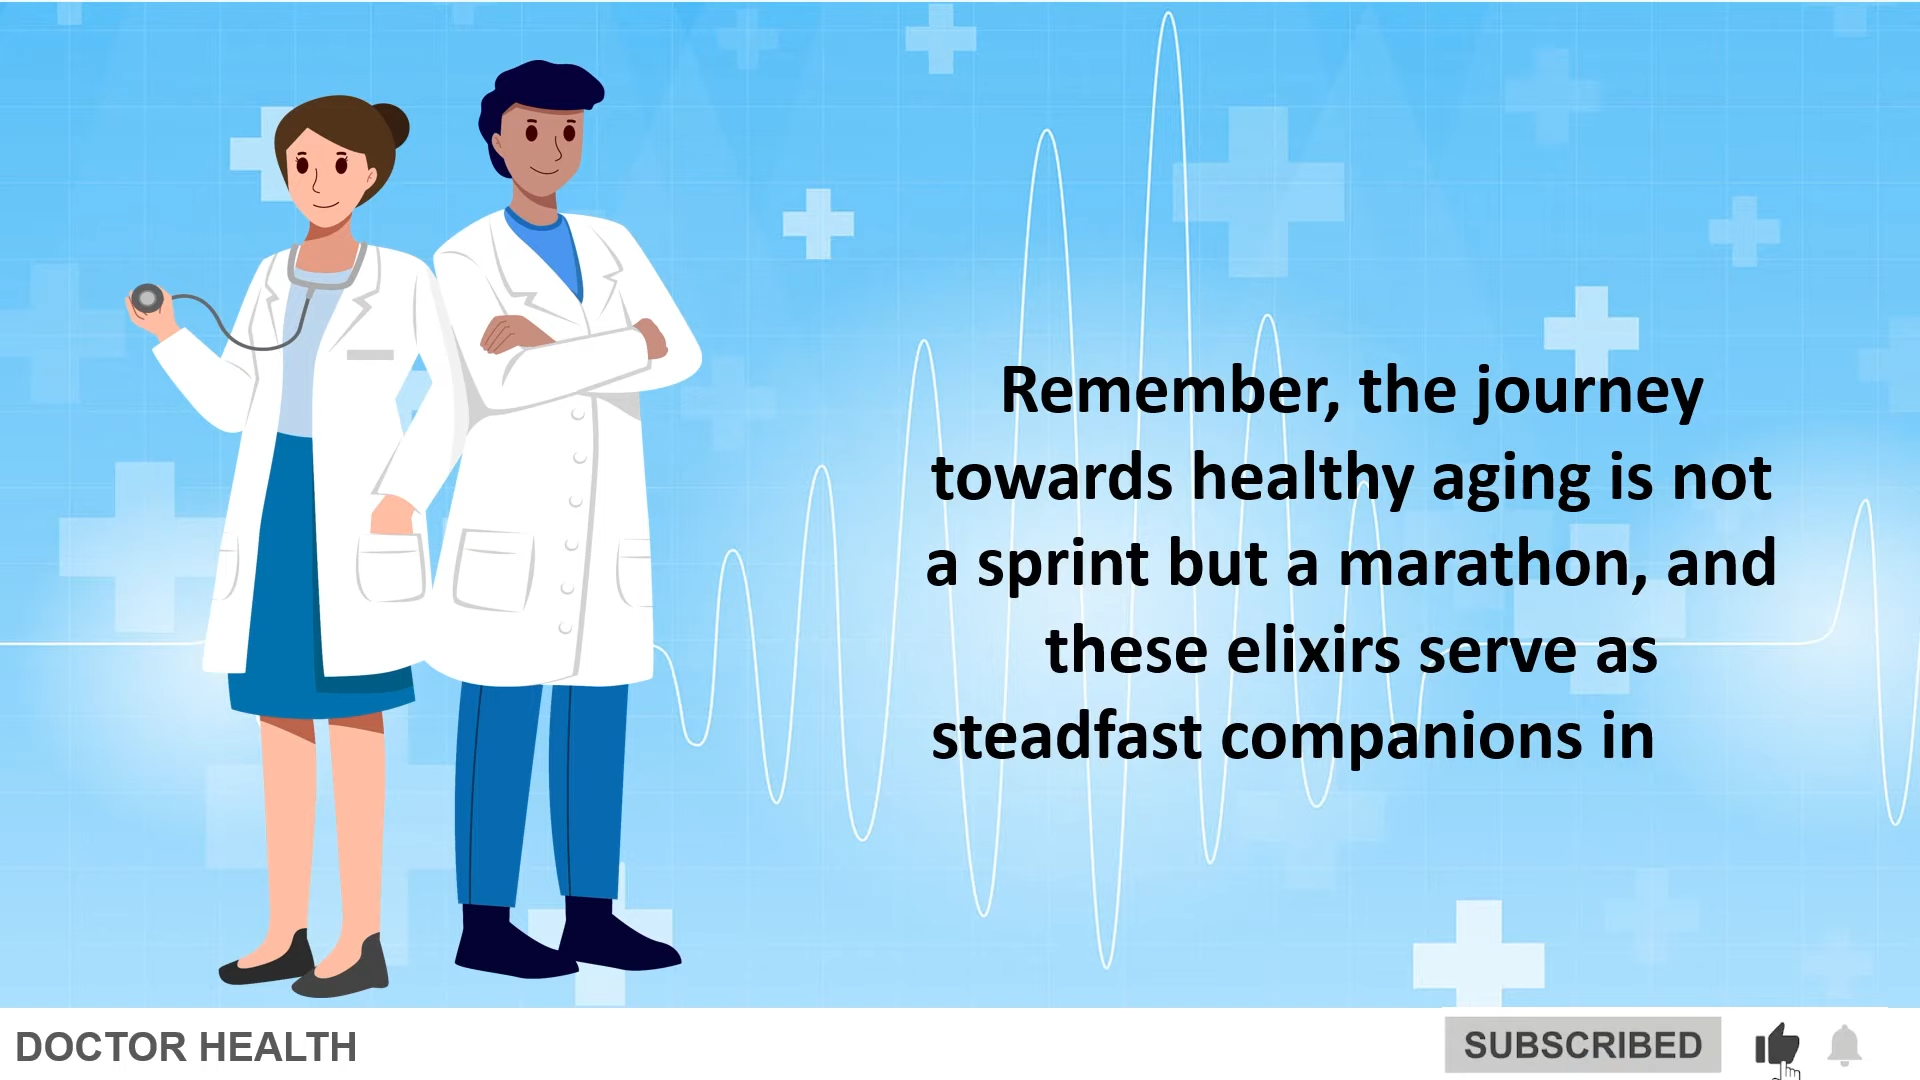 Remember, the journey
towards healthy aging is not
a sprint but a marathon, and
these elixirs serve as
steadfast companions in
DOCTOR HEALTH
SUBSCRIBED